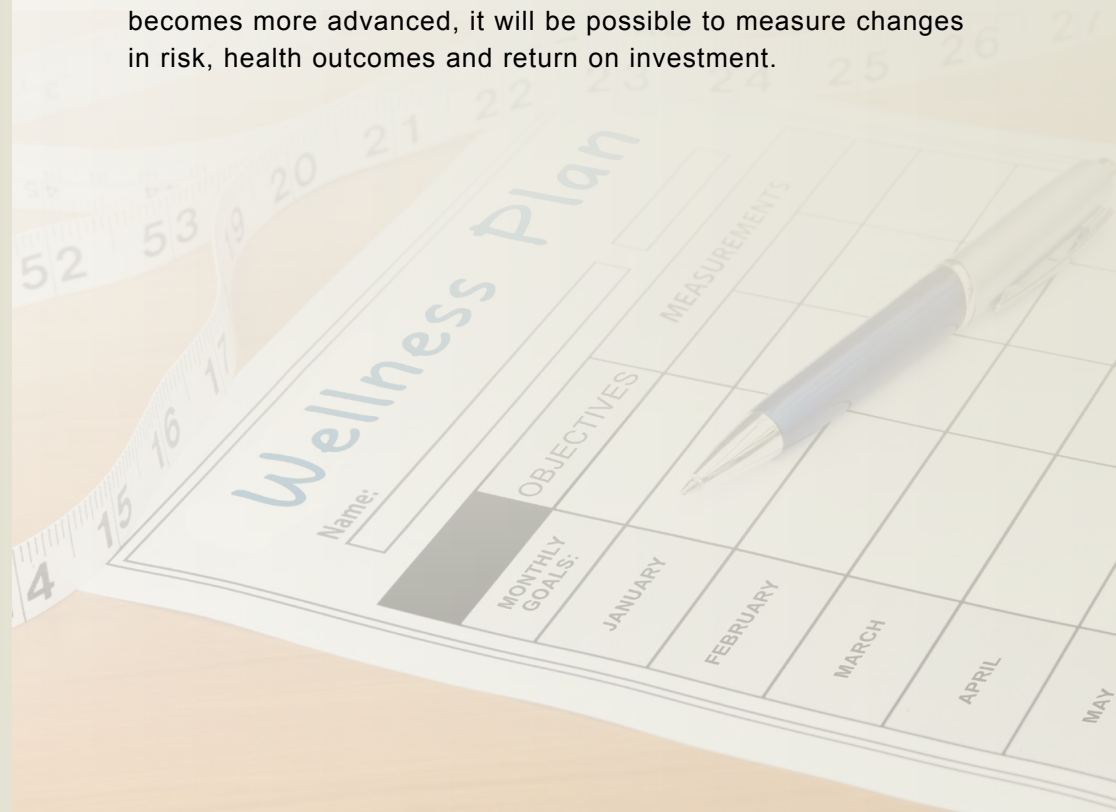 becomes more advanced, it will be possible to measure changes
in risk, health outcomes and return on investment.
21 22 23 24 25 26 27
20
19
52 53
17
16
15
4
Wellness Plan
Name:
MEASUREMENTS
OBJECTIVES
MONTHLY
GOALS:
JANUARY
FEBRUARY
MARCH
APRIL
MAY